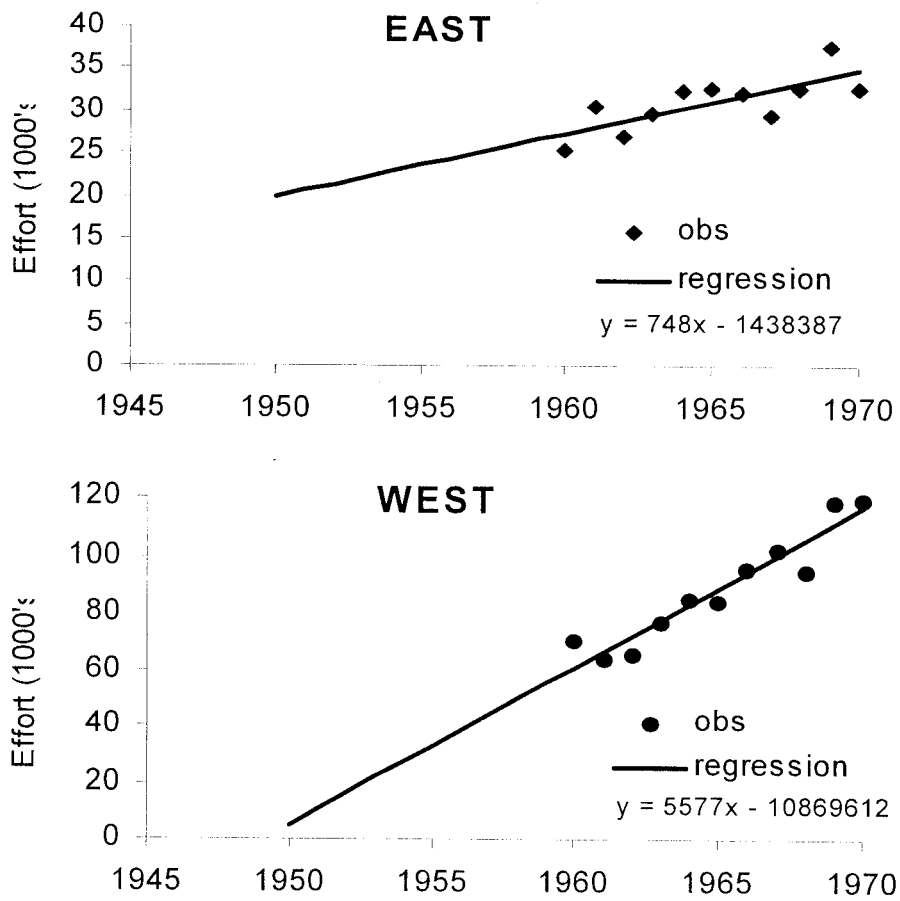 EAST
Effort (1000's
40
35
30
25
20
15
10
5
0
obs
regression
y = 748x - 1438387
1945 1950 1955 1960 1965 1970
WEST
Effort (1000's
120
100
80
60
40
20
0
obs
regression
y = 5577x - 10869612
1945 1950 1955 1960 1965 1970